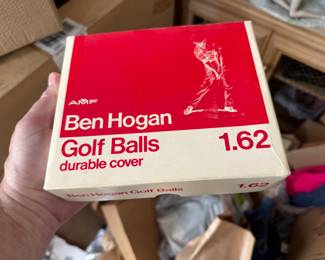 AMF
Ben Hogan
Golf Balls 1.62
durable cover
Ben Hogan Golf Balls 1.62